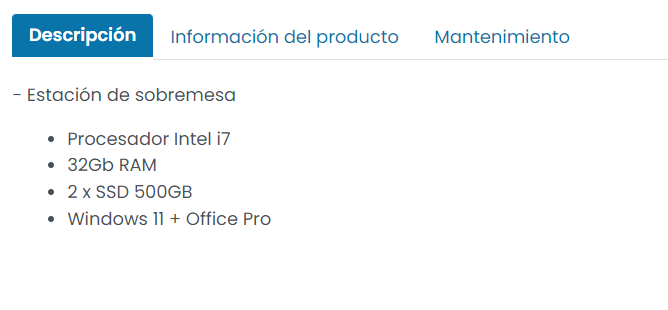 Descripción
Información del producto
Mantenimiento
- Estación de sobremesa
• Procesador Intel i7
• 32Gb RAM
• 2 x SSD 500GB
• Windows 11 + Office Pro